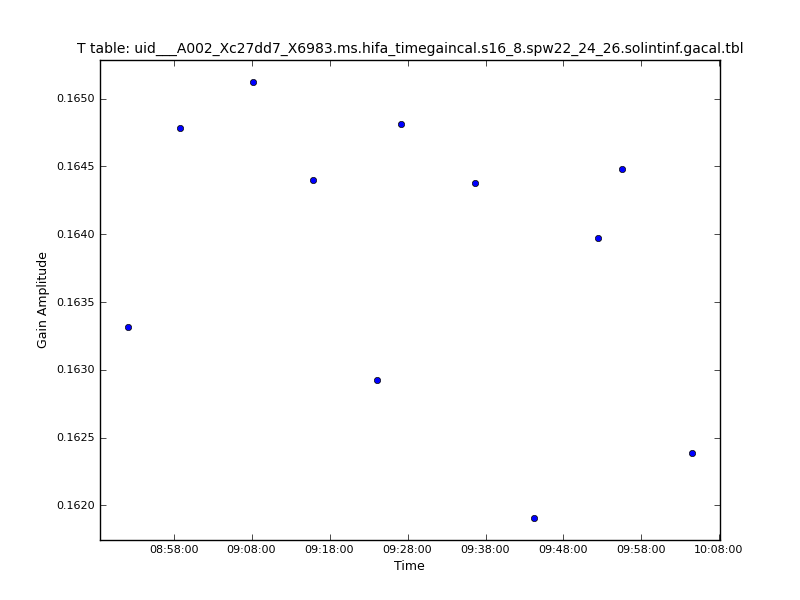 T table: uid___A002_Xc27dd7_X6983.ms.hifa_timegaincal.s16_8.spw22_24_26.solintinf.gacal.tbl
0.1650
0.1645
0.1640
0.1635
0.1630
0.1625
0.1620
Gain Amplitude
08:58:00 09:08:00 09:18:00 09:28:00 09:38:00 09:48:00 09:58:00 10:08:00
Time